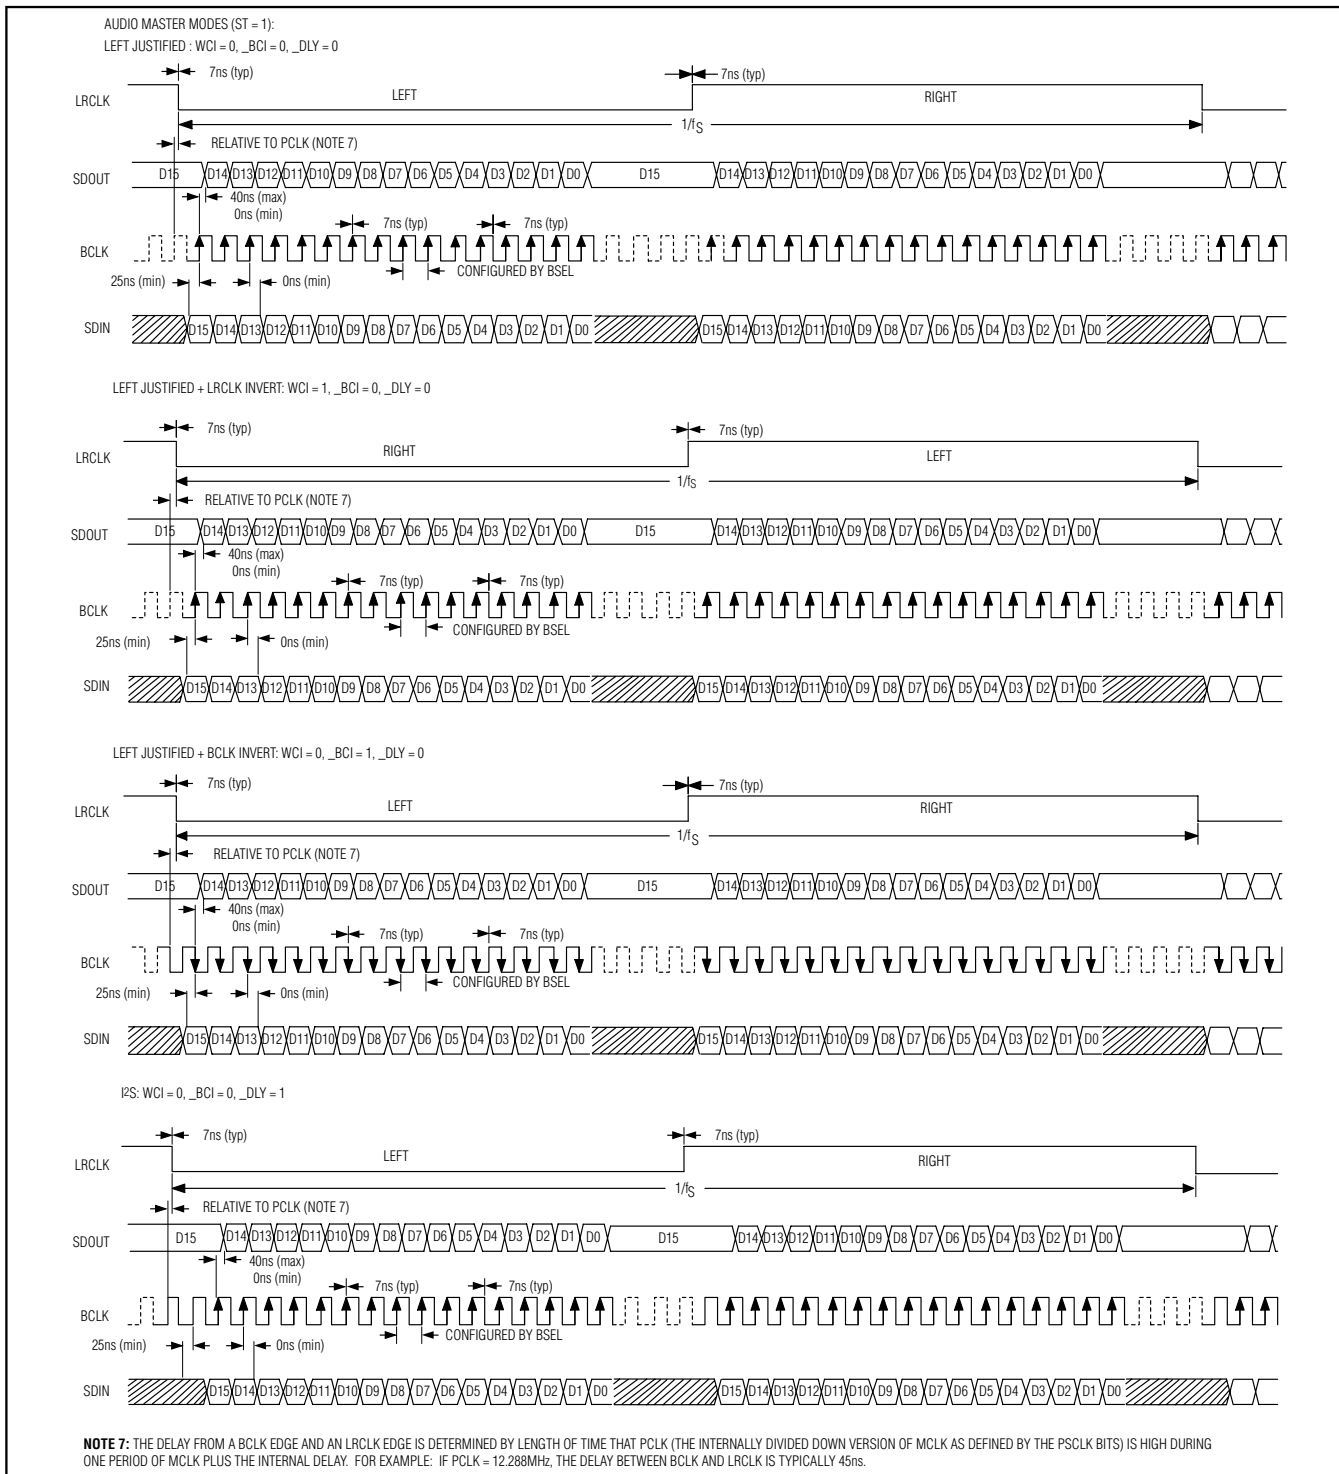 AUDIO MASTER MODES (ST = 1):
LEFT JUSTIFIED : WCI = 0, _BCI = 0, _DLY = 0
7ns (typ) 7ns (typ)
LRCLK LEFT RIGHT
1/fS
RELATIVE TO PCLK (NOTE 7)
SDOUT D15 D14 D13 D12 D11 D10 D9 D8 D7 D6 D5 D4 D3 D2 D1 D0 D15 D14 D13 D12 D11 D10 D9 D8 D7 D6 D5 D4 D3 D2 D1 D0
40ns (max)
0ns (min) 7ns (typ) 7ns (typ)
BCLK
25ns (min) 0ns (min) CONFIGURED BY BSEL
SDIN D15 D14 D13 D12 D11 D10 D9 D8 D7 D6 D5 D4 D3 D2 D1 D0 D15 D14 D13 D12 D11 D10 D9 D8 D7 D6 D5 D4 D3 D2 D1 D0
LEFT JUSTIFIED + LRCLK INVERT: WCI = 1, _BCI = 0, _DLY = 0
7ns (typ) 7ns (typ)
LRCLK RIGHT LEFT
1/fS
RELATIVE TO PCLK (NOTE 7)
SDOUT D15 D14 D13 D12 D11 D10 D9 D8 D7 D6 D5 D4 D3 D2 D1 D0 D15 D14 D13 D12 D11 D10 D9 D8 D7 D6 D5 D4 D3 D2 D1 D0
40ns (max)
0ns (min) 7ns (typ) 7ns (typ)
BCLK
25ns (min) 0ns (min) CONFIGURED BY BSEL
SDIN D15 D14 D13 D12 D11 D10 D9 D8 D7 D6 D5 D4 D3 D2 D1 D0 D15 D14 D13 D12 D11 D10 D9 D8 D7 D6 D5 D4 D3 D2 D1 D0
LEFT JUSTIFIED + BCLK INVERT: WCI = 0, _BCI = 1, _DLY = 0
7ns (typ) 7ns (typ)
LRCLK LEFT RIGHT
1/fS
RELATIVE TO PCLK (NOTE 7)
SDOUT D15 D14 D13 D12 D11 D10 D9 D8 D7 D6 D5 D4 D3 D2 D1 D0 D15 D14 D13 D12 D11 D10 D9 D8 D7 D6 D5 D4 D3 D2 D1 D0
40ns (max)
0ns (min) 7ns (typ) 7ns (typ)
BCLK
25ns (min) 0ns (min) CONFIGURED BY BSEL
SDIN D15 D14 D13 D12 D11 D10 D9 D8 D7 D6 D5 D4 D3 D2 D1 D0 D15 D14 D13 D12 D11 D10 D9 D8 D7 D6 D5 D4 D3 D2 D1 D0
I²S: WCI = 0, _BCI = 0, _DLY = 1
7ns (typ) 7ns (typ)
LRCLK LEFT RIGHT
1/fS
RELATIVE TO PCLK (NOTE 7)
SDOUT D15 D14 D13 D12 D11 D10 D9 D8 D7 D6 D5 D4 D3 D2 D1 D0 D15 D14 D13 D12 D11 D10 D9 D8 D7 D6 D5 D4 D3 D2 D1 D0
40ns (max)
0ns (min) 7ns (typ) 7ns (typ)
BCLK
25ns (min) 0ns (min) CONFIGURED BY BSEL
SDIN D15 D14 D13 D12 D11 D10 D9 D8 D7 D6 D5 D4 D3 D2 D1 D0 D15 D14 D13 D12 D11 D10 D9 D8 D7 D6 D5 D4 D3 D2 D1 D0
NOTE 7: THE DELAY FROM A BCLK EDGE AND AN LRCLK EDGE IS DETERMINED BY LENGTH OF TIME THAT PCLK (THE INTERNALLY DIVIDED DOWN VERSION OF MCLK AS DEFINED BY THE PSCLK BITS) IS HIGH DURING
ONE PERIOD OF MCLK PLUS THE INTERNAL DELAY. FOR EXAMPLE: IF PCLK = 12.288MHz, THE DELAY BETWEEN BCLK AND LRCLK IS TYPICALLY 45ns.